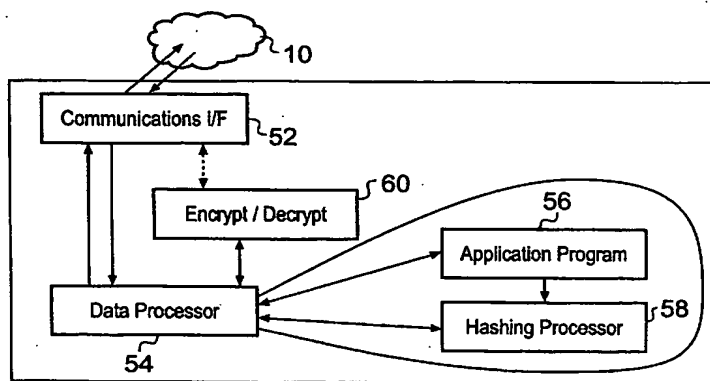 10
Communications I/F
52
60
Encrypt / Decrypt
56
Application Program
Data Processor
58
Hashing Processor
54